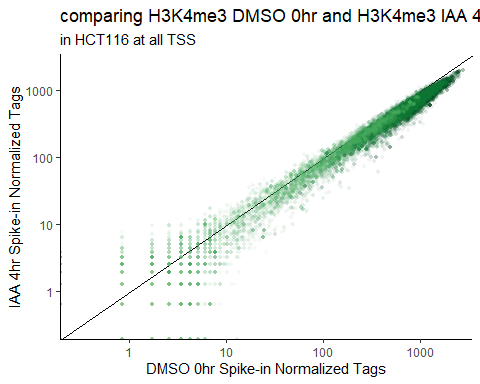 comparing H3K4me3 DMSO 0hr and H3K4me3 IAA 4
in HCT116 at all TSS
IAA 4hr Spike-in Normalized Tags
1000
100
10
1
1
10
100
1000
DMSO 0hr Spike-in Normalized Tags